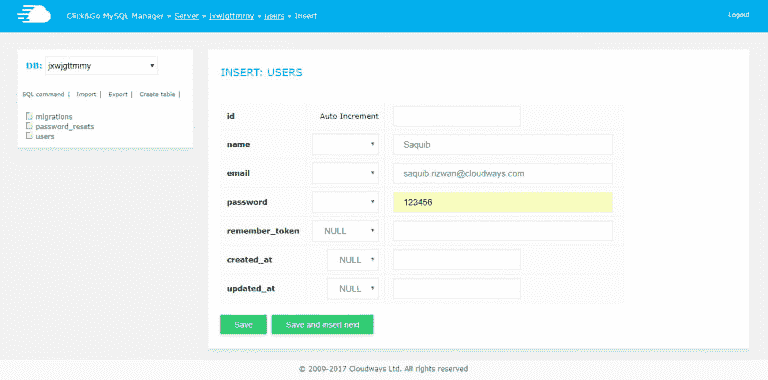 Click&Go MySQL Manager » Server » jxwjgttmmy » users » Insert
Logout
DB: jxwjgttmmy
SQL command | Import | Export | Create table |
migrations
password_resets
users
INSERT: USERS
id Auto Increment
name Saquib
email saquib.rizwan@cloudways.com
password 123456
remember_token NULL
created_at NULL
updated_at NULL
Save Save and insert next
© 2009-2017 Cloudways Ltd. All rights reserved